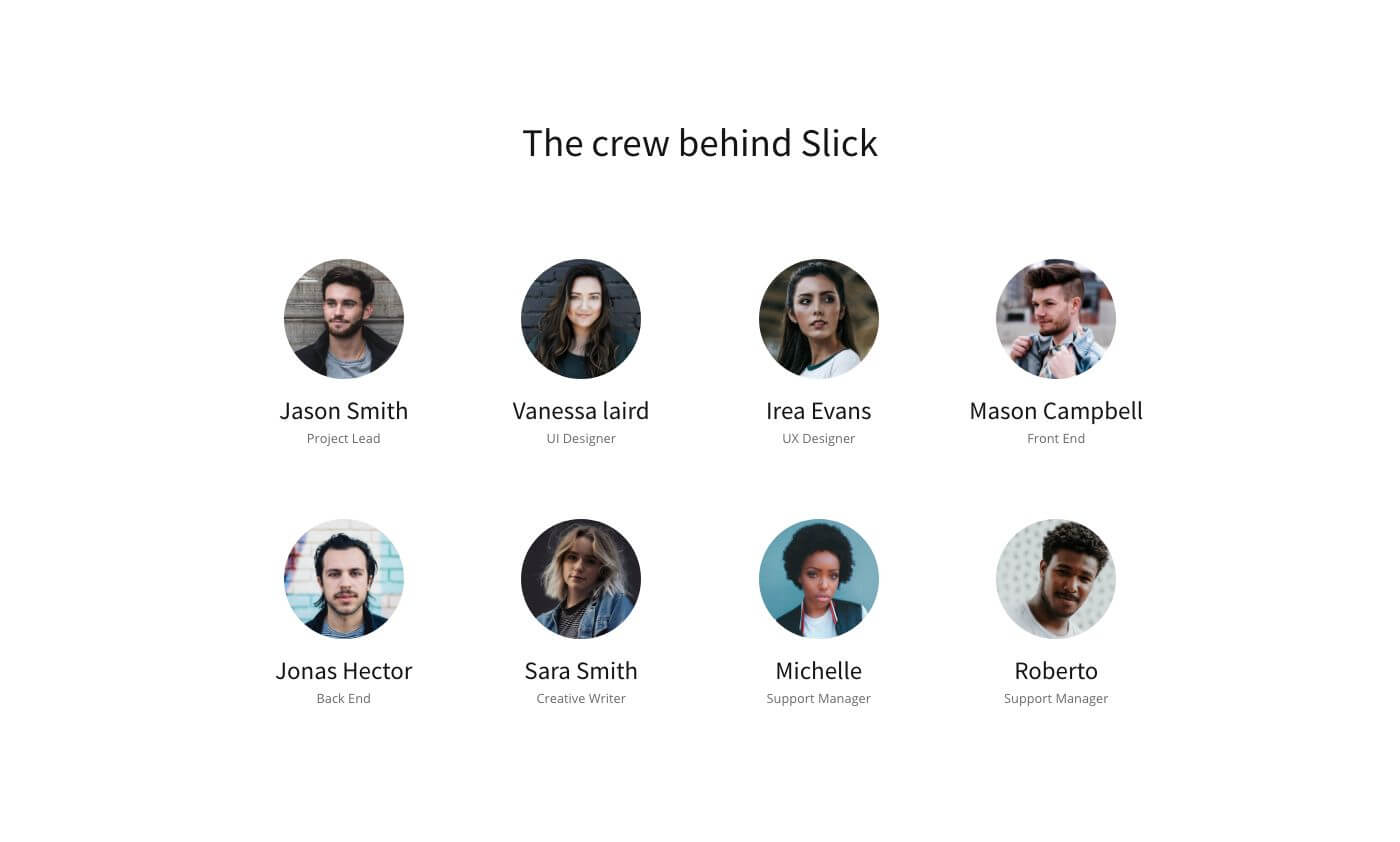 The crew behind Slick
Jason Smith
Project Lead
Vanessa laird
UI Designer
Irea Evans
UX Designer
Mason Campbell
Front End
Jonas Hector
Back End
Sara Smith
Creative Writer
Michelle
Support Manager
Roberto
Support Manager